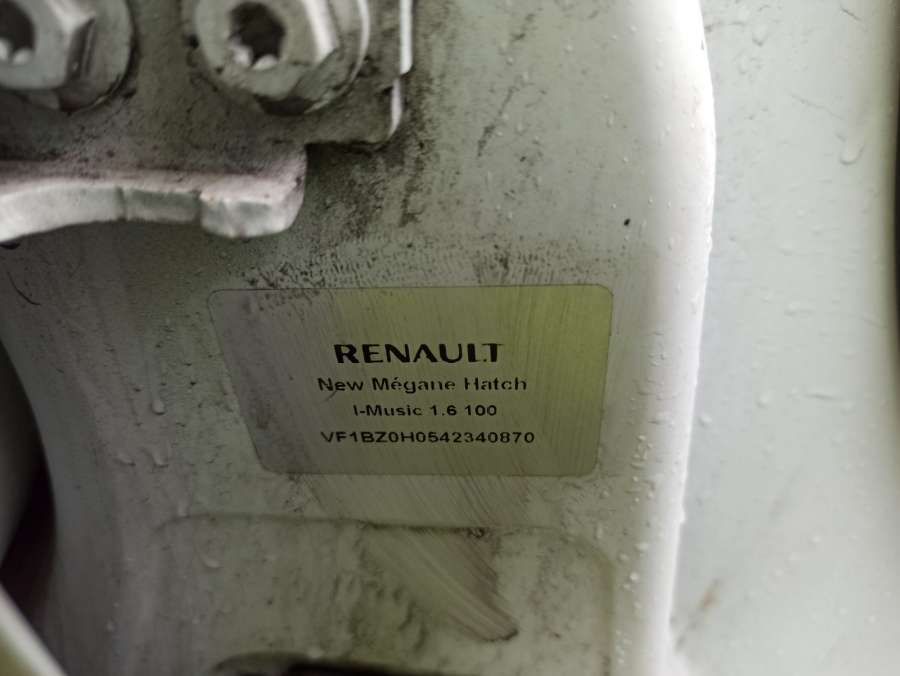 RENAULT
New Mégane Hatch
I-Music 1.6 100
VF1BZ0H0542340870